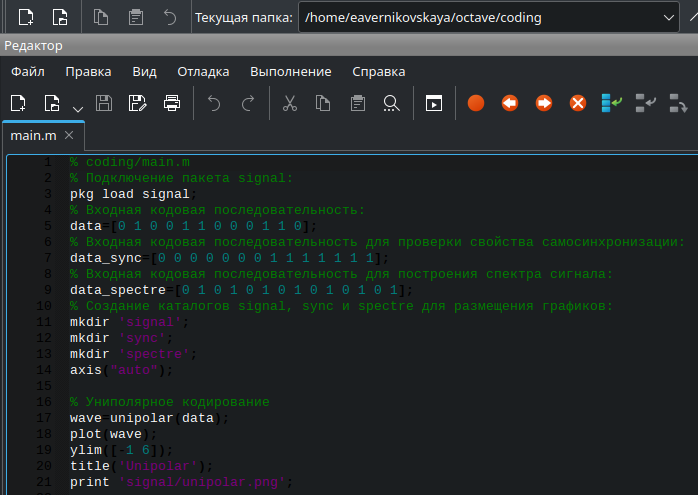 Текущая папка: /home/eavernikovskaya/octave/coding
Редактор
Файл Правка Вид Отладка Выполнение Справка
main.m
1 % coding/main.m
2 % Подключение пакета signal:
3 pkg load signal;
4 % Входная кодовая последовательность:
5 data=[0 1 0 0 1 1 0 0 0 1 1 0];
6 % Входная кодовая последовательность для проверки свойства самосинхронизации:
7 data_sync=[0 0 0 0 0 0 0 1 1 1 1 1 1 1];
8 % Входная кодовая последовательность для построения спектра сигнала:
9 data_spectre=[0 1 0 1 0 1 0 1 0 1 0 1 0 1];
10 % Создание каталогов signal, sync и spectre для размещения графиков:
11 mkdir 'signal';
12 mkdir 'sync';
13 mkdir 'spectre';
14 axis("auto");
15
16 % Униполярное кодирование
17 wave=unipolar(data);
18 plot(wave);
19 ylim([-1 6]);
20 title('Unipolar');
21 print 'signal/unipolar.png';